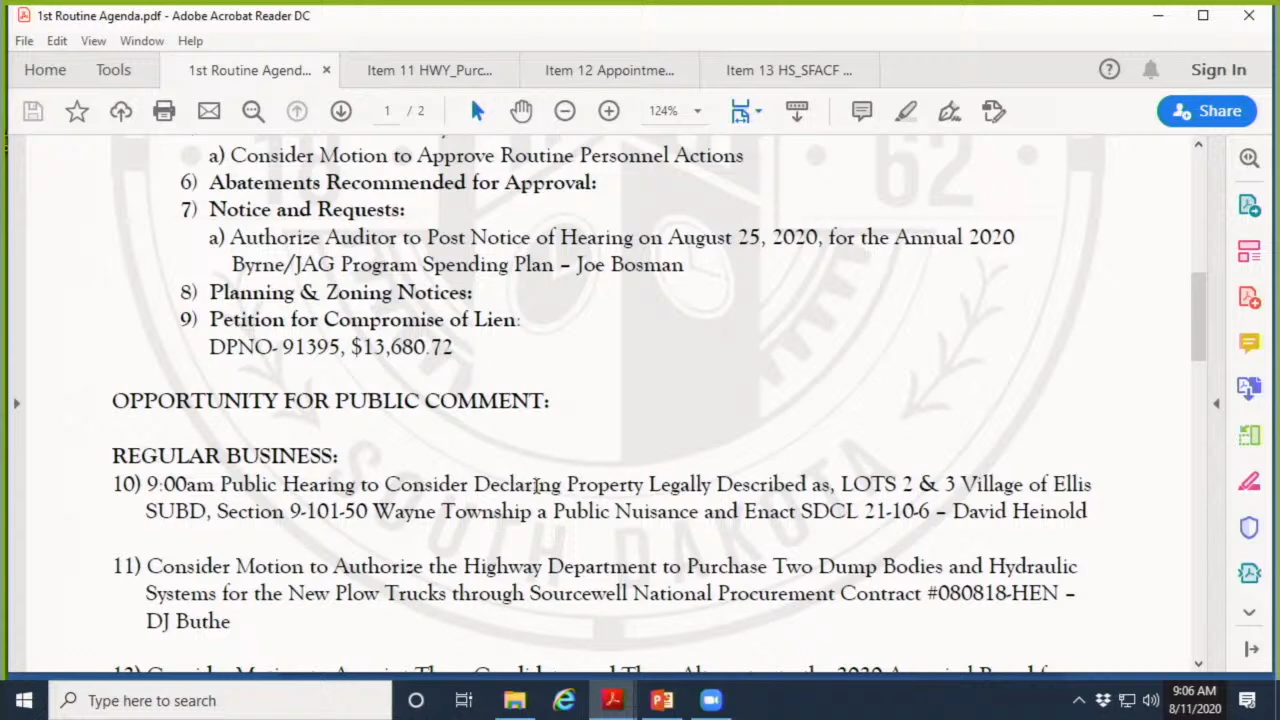 1st Routine Agenda.pdf - Adobe Acrobat Reader DC
File Edit View Window Help
Home Tools 1st Routine Agend... × Item 11 HWY_Purc... Item 12 Appointme... Item 13 HS_SFACF ... Sign In
1 / 2 124% Share
a) Consider Motion to Approve Routine Personnel Actions
6) Abatements Recommended for Approval:
7) Notice and Requests:
a) Authorize Auditor to Post Notice of Hearing on August 25, 2020, for the Annual 2020
Byrne/JAG Program Spending Plan – Joe Bosman
8) Planning & Zoning Notices:
9) Petition for Compromise of Lien:
DPNO- 91395, $13,680.72
OPPORTUNITY FOR PUBLIC COMMENT:
REGULAR BUSINESS:
10) 9:00am Public Hearing to Consider Declaring Property Legally Described as, LOTS 2 & 3 Village of Ellis
SUBD, Section 9-101-50 Wayne Township a Public Nuisance and Enact SDCL 21-10-6 – David Heinold
11) Consider Motion to Authorize the Highway Department to Purchase Two Dump Bodies and Hydraulic
Systems for the New Plow Trucks through Sourcewell National Procurement Contract #080818-HEN –
DJ Buthe
62
SOUTH DAKOTA
Type here to search
9:06 AM
8/11/2020